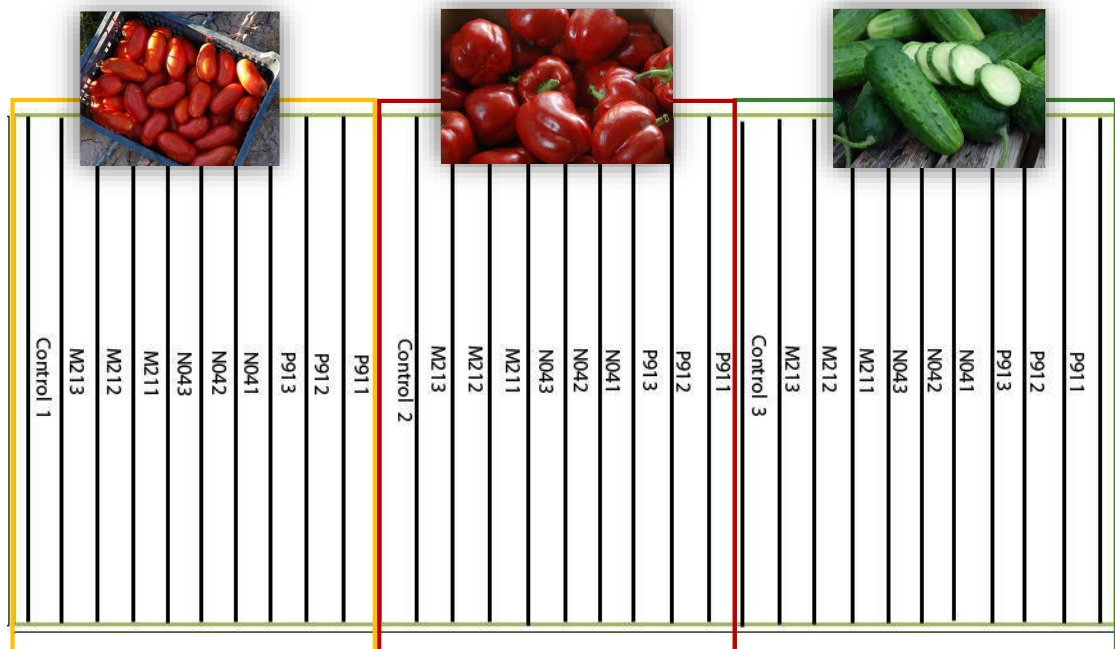 Control 1
M213
M212
M211
N043
N042
N041
P913
P912
P911
Control 2
M213
M212
M211
N043
N042
N041
P913
P912
P911
Control 3
M213
M212
M211
N043
N042
N041
P913
P912
P911